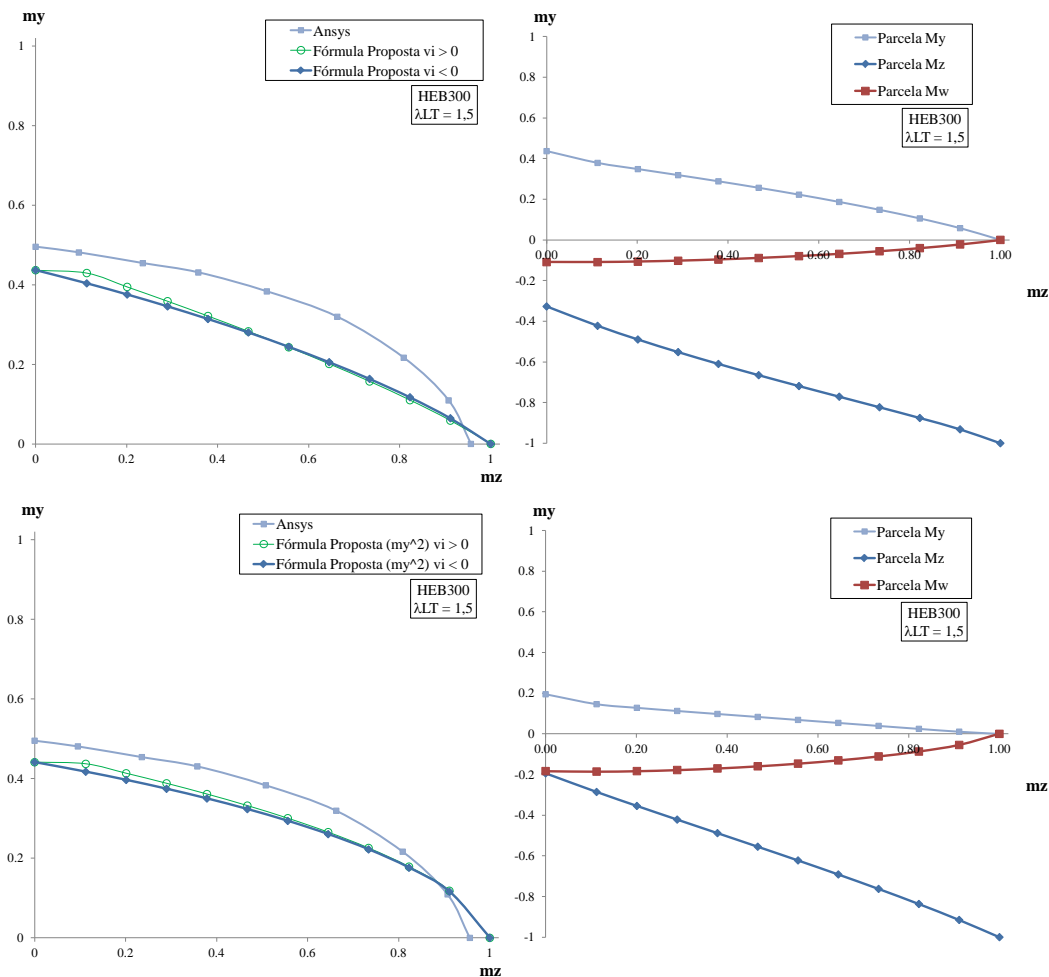 my
1
0.8
0.6
0.4
0.2
0
0
0.2
0.4
0.6
0.8
1
mz
Ansys
Fórmula Proposta vi > 0
Fórmula Proposta vi < 0
HEB300
λLT = 1,5
my
1
0.8
0.6
0.4
0.2
0
-0.2
-0.4
-0.6
-0.8
-1
0.00
0.20
0.40
0.60
0.80
1.00
mz
Parcela My
Parcela Mz
Parcela Mw
HEB300
λLT = 1,5
my
1
0.8
0.6
0.4
0.2
0
0
0.2
0.4
0.6
0.8
1
mz
Ansys
Fórmula Proposta (my^2) vi > 0
Fórmula Proposta (my^2) vi < 0
HEB300
λLT = 1,5
my
1
0.8
0.6
0.4
0.2
0
-0.2
-0.4
-0.6
-0.8
-1
0.00
0.20
0.40
0.60
0.80
1.00
mz
Parcela My
Parcela Mz
Parcela Mw
HEB300
λLT = 1,5